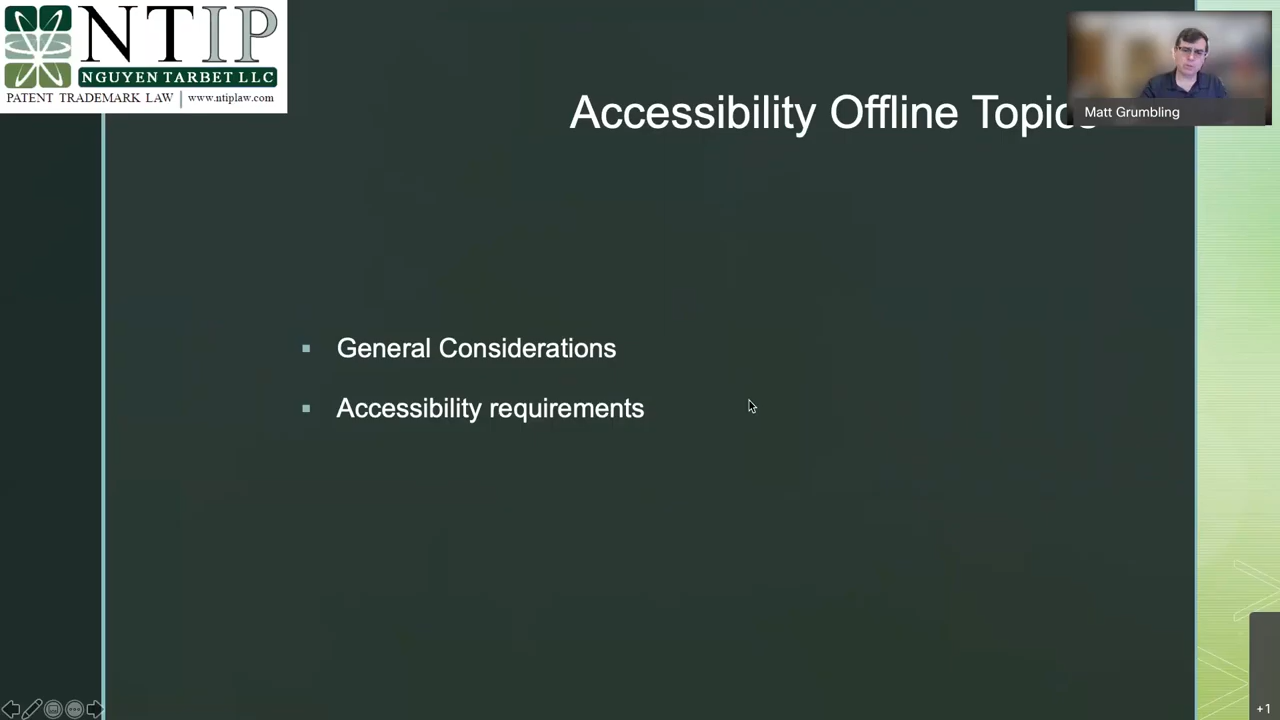 NTIP
NGUYEN TARBET LLC
PATENT TRADEMARK LAW | www.ntiplaw.com
Matt Grumbling
Accessibility Offline Topics
General Considerations
Accessibility requirements
+1